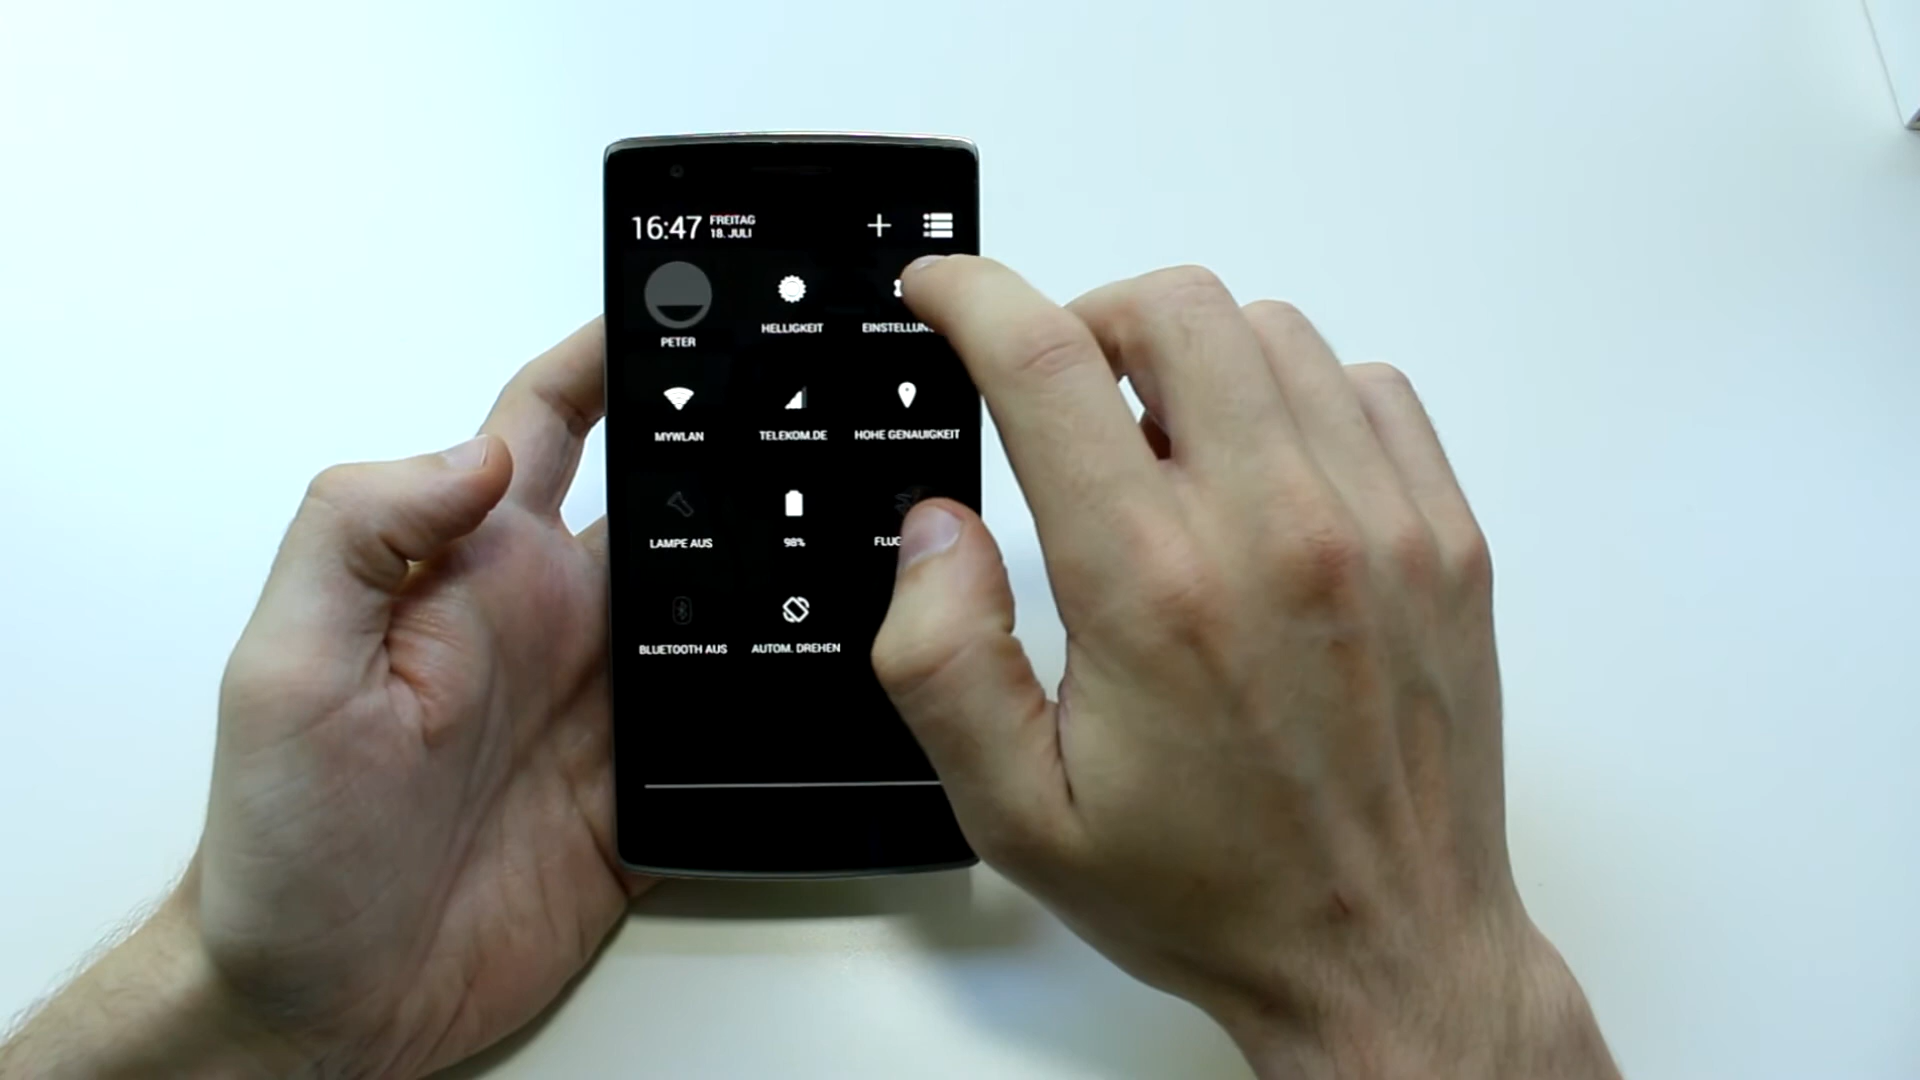 16:47 FREITAG
18. JULI
PETER
HELLIGKEIT
MYWLAN
TELEKOM.DE
HOHE GENAUIGKEIT
LAMPE AUS
98%
BLUETOOTH AUS
AUTOM. DREHEN